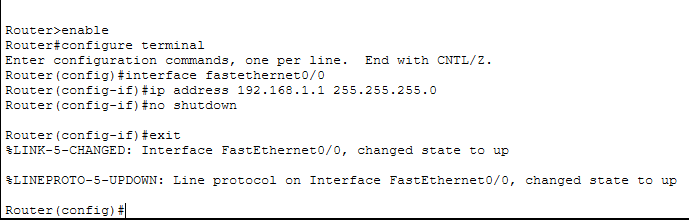 Router>enable
Router#configure terminal
Enter configuration commands, one per line.  End with CNTL/Z.
Router(config)#interface fastethernet0/0
Router(config-if)#ip address 192.168.1.1 255.255.255.0
Router(config-if)#no shutdown
Router(config-if)#exit
%LINK-5-CHANGED: Interface FastEthernet0/0, changed state to up
%LINEPROTO-5-UPDOWN: Line protocol on Interface FastEthernet0/0, changed state to up
Router(config)#